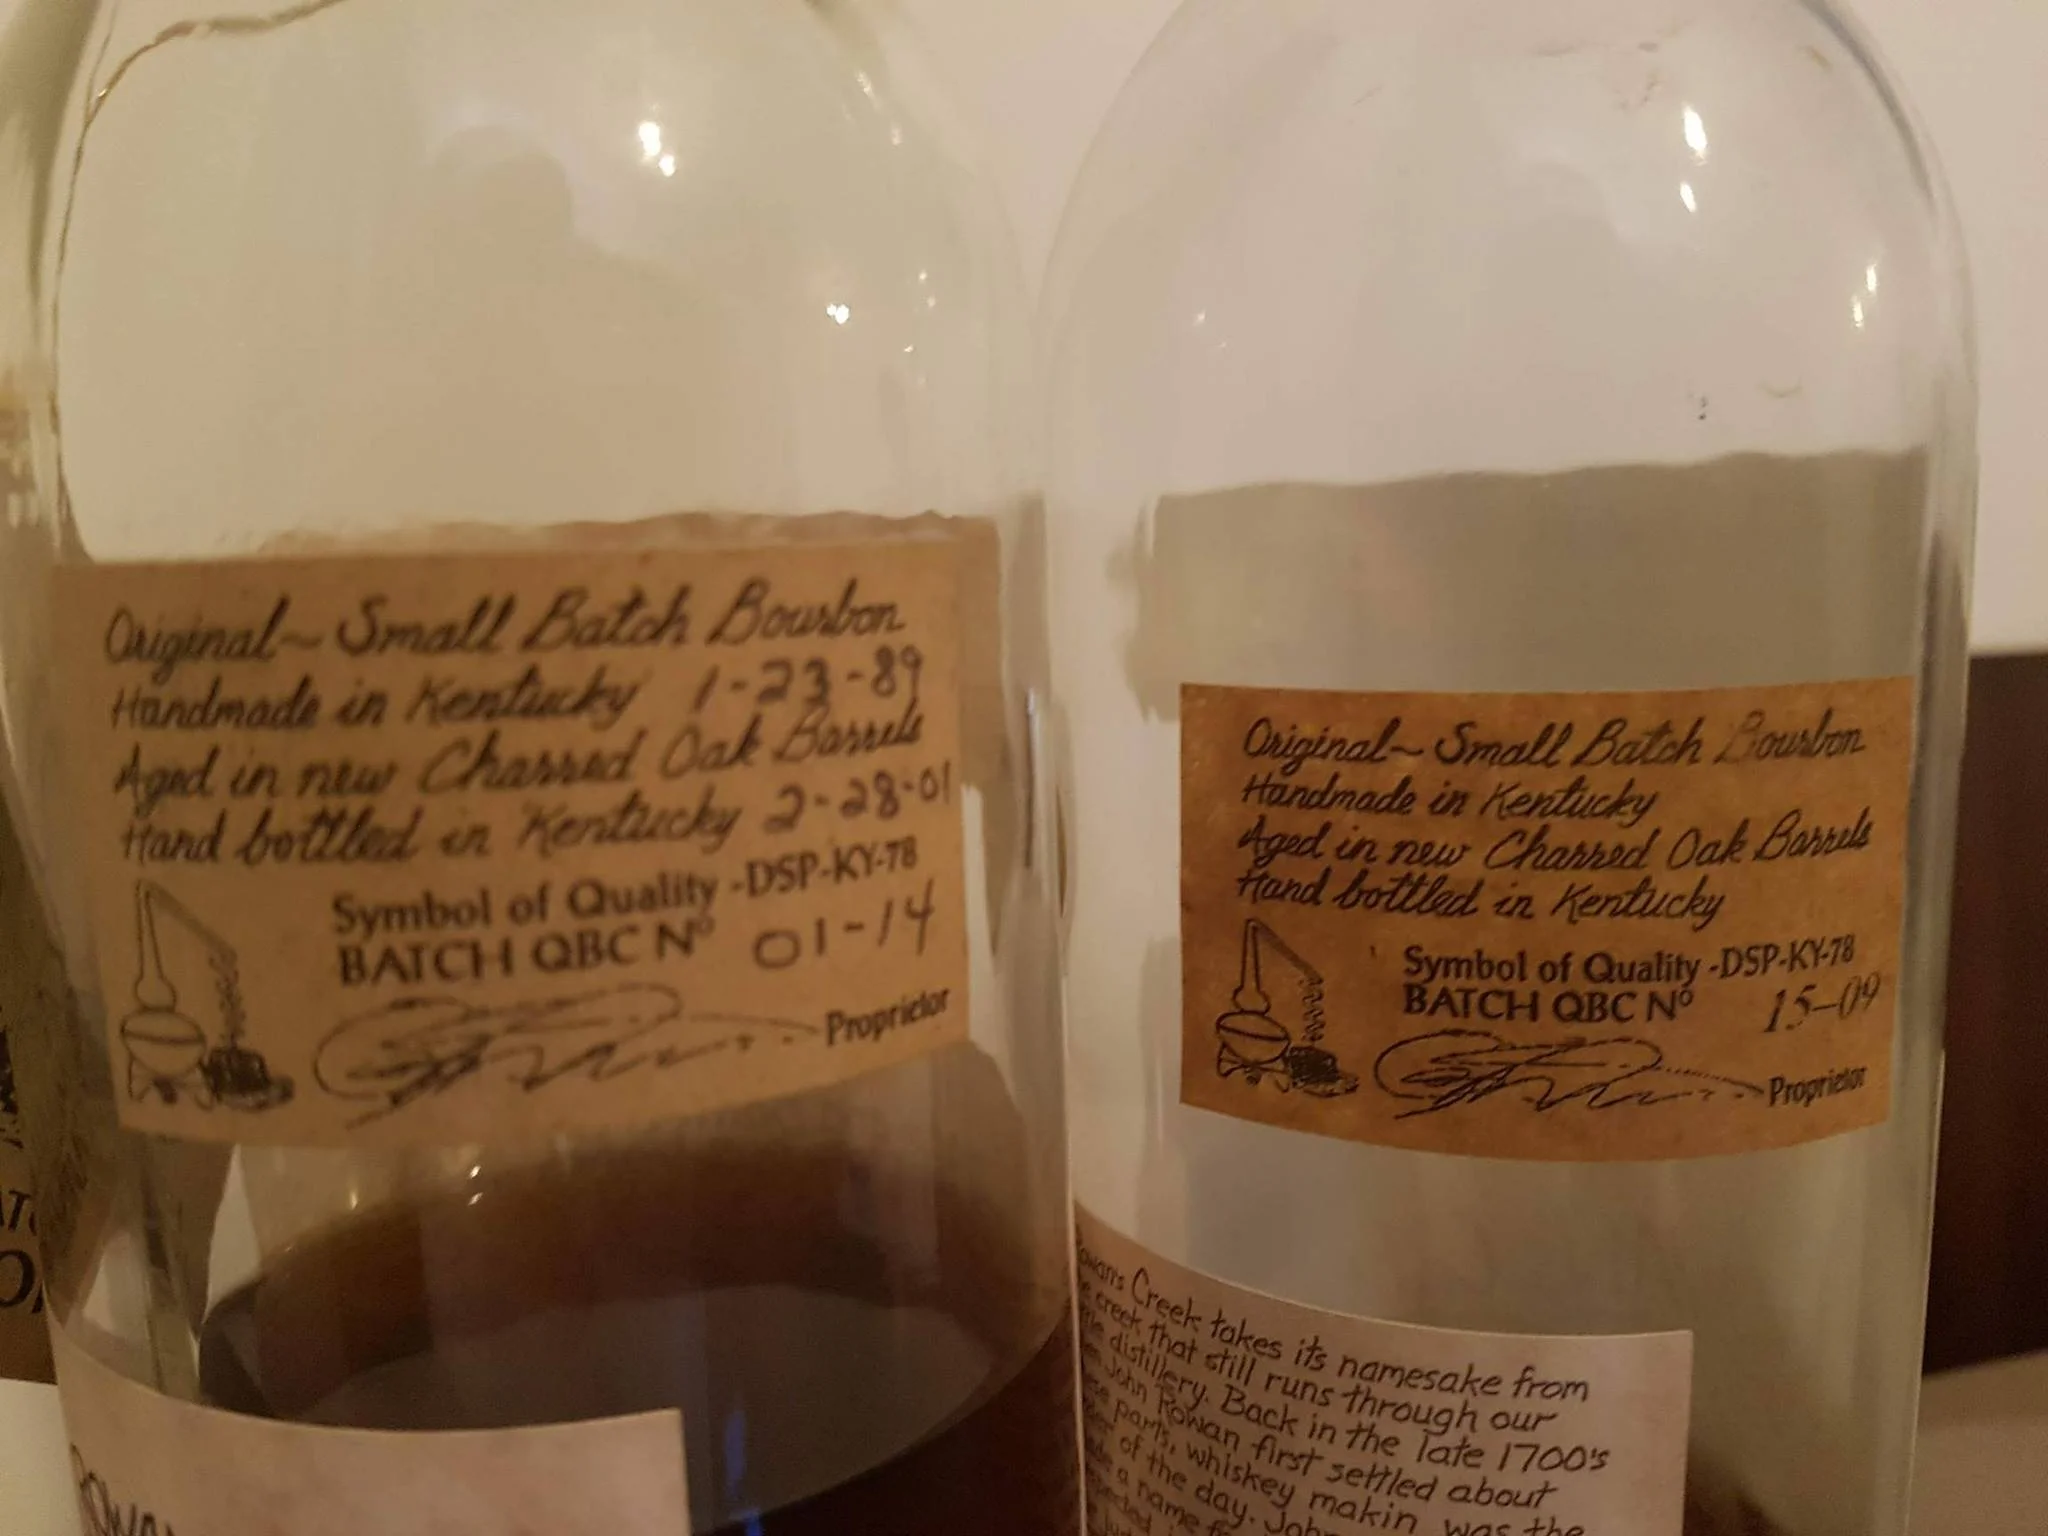 Original~ Small Batch Bourbon
Handmade in Kentucky 1-23-89
Aged in new Charred Oak Barrels
Hand bottled in Kentucky 2-28-01
Symbol of Quality -DSP-KY-78
BATCH QBC Nº 01-14
Proprietor
Original~ Small Batch Bourbon
Handmade in Kentucky
Aged in new Charred Oak Barrels
Hand bottled in Kentucky
Symbol of Quality -DSP-KY-78
BATCH QBC Nº 15-09
Proprietor
Rowan's Creek takes its namesake from
creek that still runs through our
distillery. Back in the late 1700's
John Rowan first settled about
parts, whiskey makin was the
of the day. John
a name